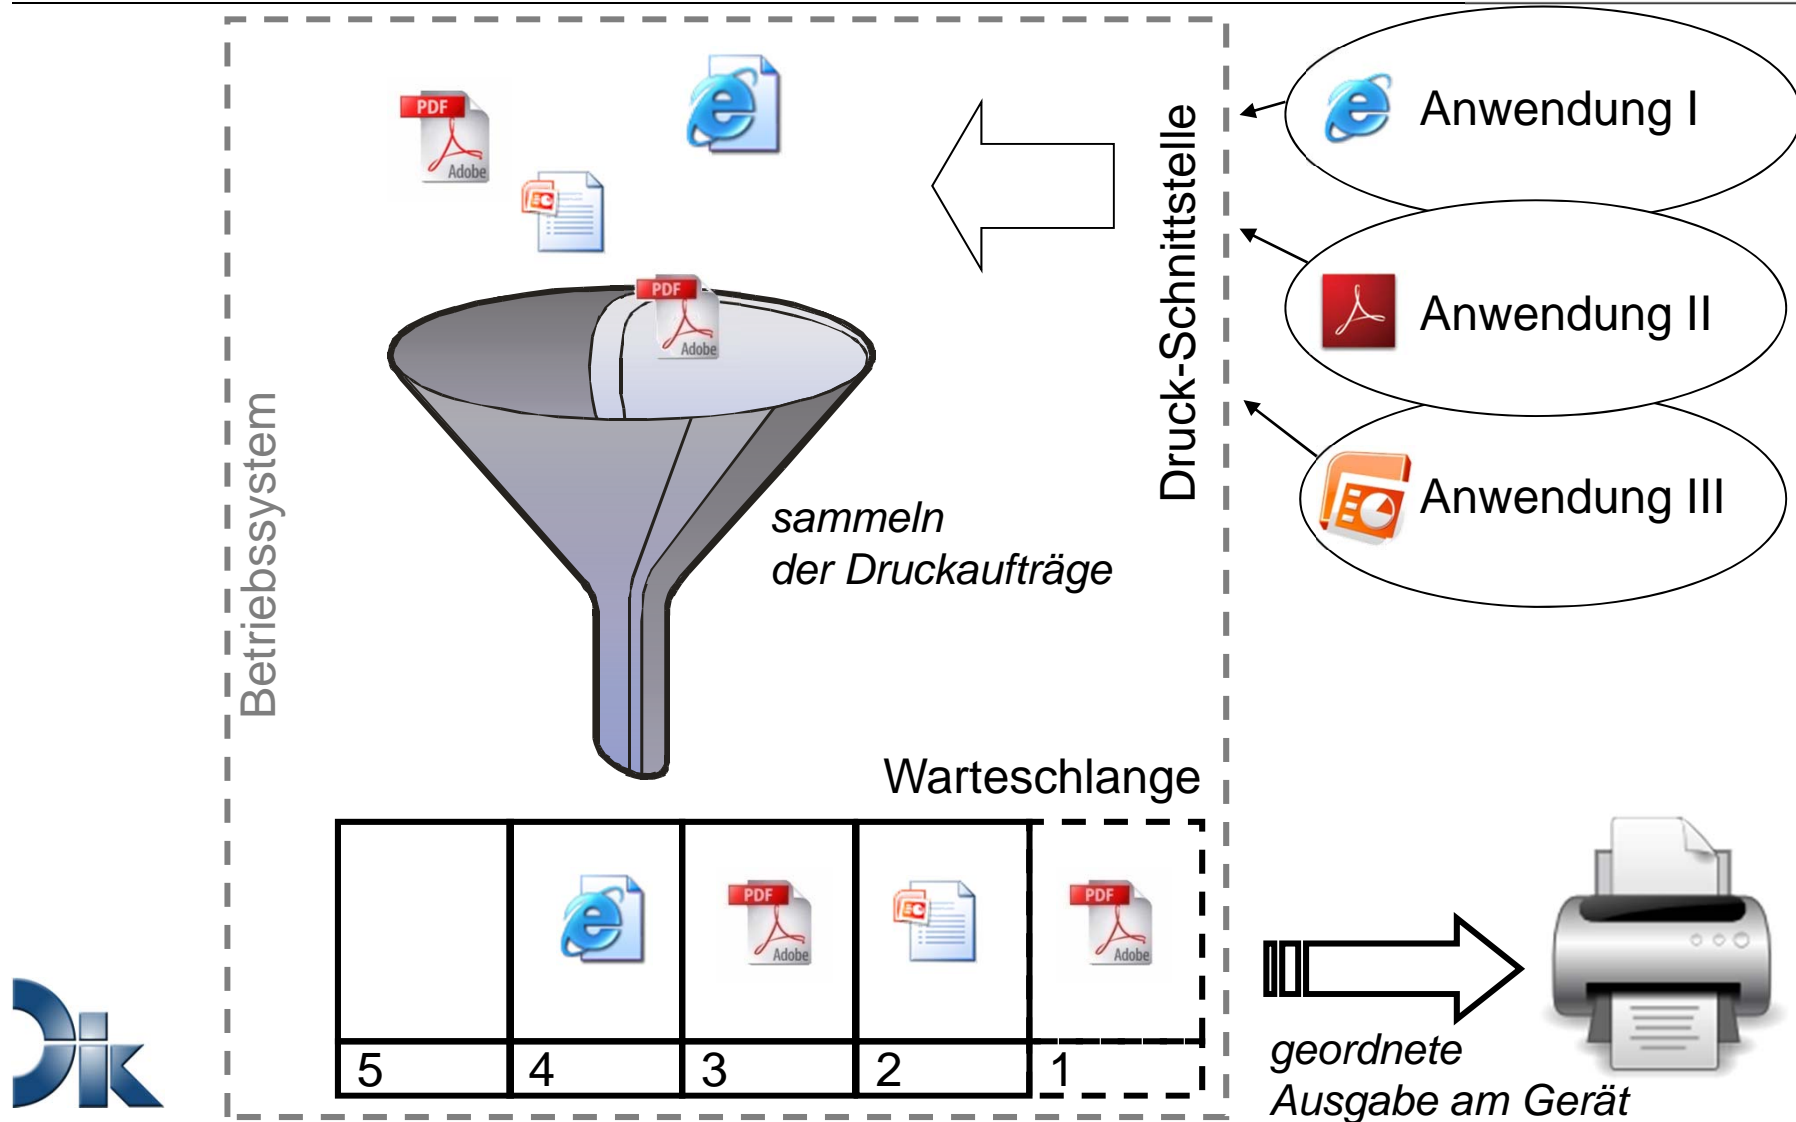 Anwendung I
Anwendung II
Anwendung III
Druck-Schnittstelle
PDF
Adobe
PDF
Adobe
Betriebssystem
sammeln
der Druckaufträge
Warteschlange
PDF
Adobe
PDF
Adobe
5
4
3
2
1
geordnete
Ausgabe am Gerät
Dik